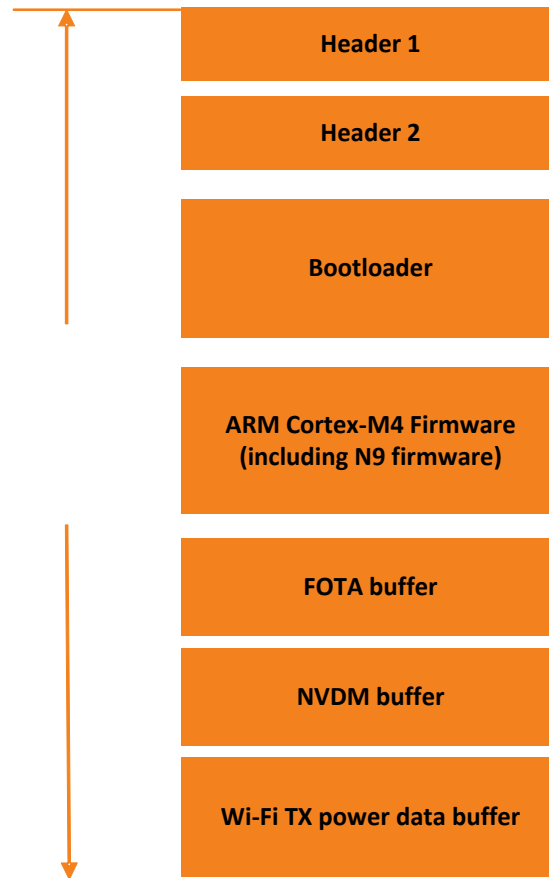 Header 1
Header 2
Bootloader
ARM Cortex-M4 Firmware
(including N9 firmware)
FOTA buffer
NVDM buffer
Wi-Fi TX power data buffer